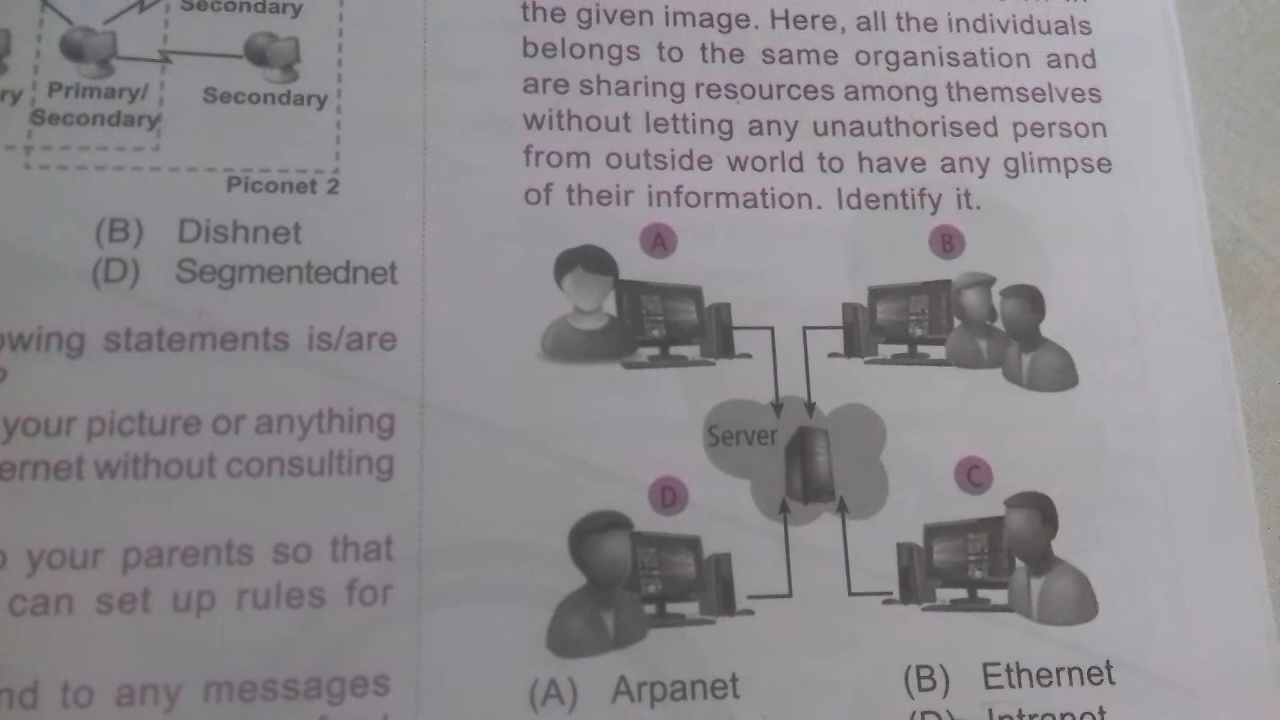 Secondary
ry
Primary/
Secondary
Secondary
Piconet 2
(B) Dishnet
(D) Segmentednet
owing statements is/are
?
your picture or anything
ernet without consulting
o your parents so that
can set up rules for
nd to any messages
the given image. Here, all the individuals
belongs to the same organisation and
are sharing resources among themselves
without letting any unauthorised person
from outside world to have any glimpse
of their information. Identify it.
A
B
Server
D
C
(A) Arpanet
(B) Ethernet
(D) Intranet